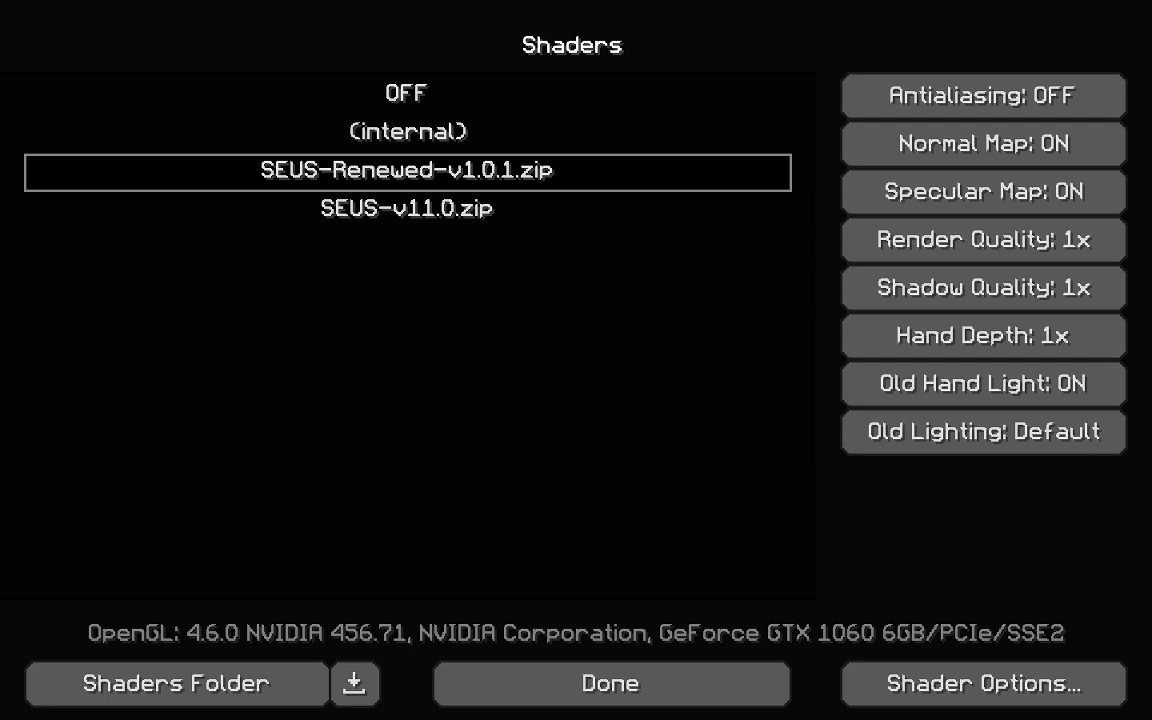 Shaders
OFF
(internal)
SEUS-Renewed-v1.0.1.zip
SEUS-v11.0.zip
Antialiasing: OFF
Normal Map: ON
Specular Map: ON
Render Quality: 1x
Shadow Quality: 1x
Hand Depth: 1x
Old Hand Light: ON
Old Lighting: Default
OpenGL: 4.6.0 NVIDIA 456.71, NVIDIA Corporation, GeForce GTX 1060 6GB/PCIe/SSE2
Shaders Folder
Done
Shader Options...